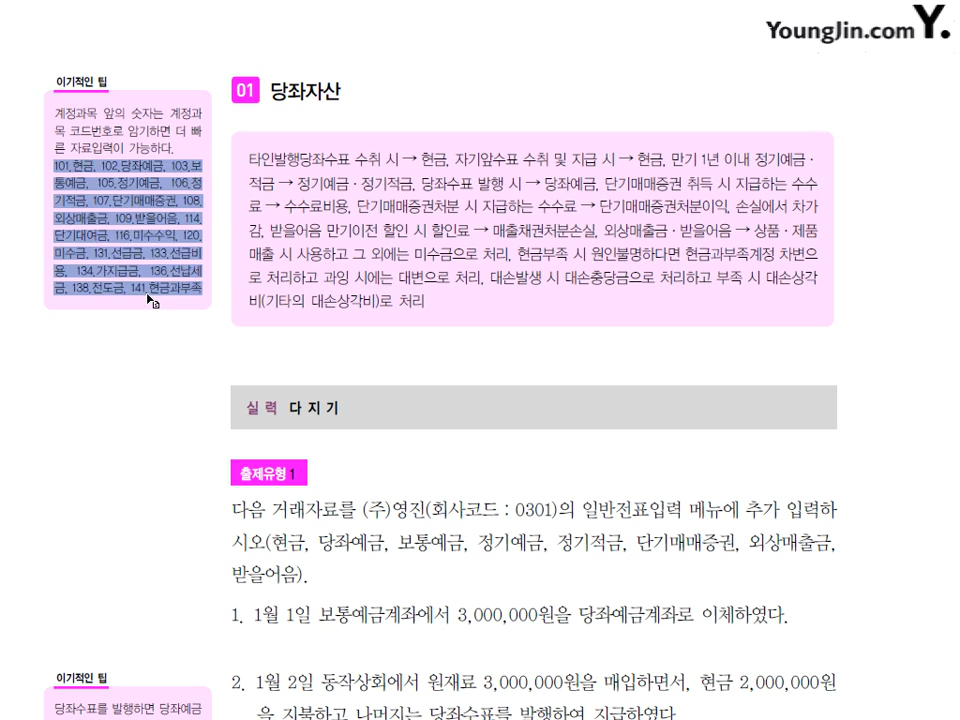 YoungJin.com Y.
이기적인 팁
계정과목 앞의 숫자는 계정과
목 코드번호로 암기하면 더 빠
른 자료입력이 가능하다.
101.현금, 102.당좌예금, 103.보
통예금, 105.정기예금, 106.정
기적금, 107.단기매매증권, 108.
외상매출금, 109.받을어음, 114.
단기대여금, 116.미수수익, 120.
미수금, 131.선급금, 133.선급비
용, 134.가지급금, 136.선납세
금, 138.전도금, 141.현금과부족
01 당좌자산
타인발행당좌수표 수취 시 → 현금, 자기앞수표 수취 및 지급 시 → 현금, 만기 1년 이내 정기예금 ·
적금 → 정기예금 · 정기적금, 당좌수표 발행 시 → 당좌예금, 단기매매증권 취득 시 지급하는 수수
료 → 수수료비용, 단기매매증권처분 시 지급하는 수수료 → 단기매매증권처분이익, 손실에서 차가
감, 받을어음 만기이전 할인 시 할인료 → 매출채권처분손실, 외상매출금 · 받을어음 → 상품 · 제품
매출 시 사용하고 그 외에는 미수금으로 처리, 현금부족 시 원인불명하다면 현금과부족계정 차변으
로 처리하고 과잉 시에는 대변으로 처리, 대손발생 시 대손충당금으로 처리하고 부족 시 대손상각
비(기타의 대손상각비)로 처리
실력 다지기
출제유형 1
다음 거래자료를 (주)영진(회사코드 : 0301)의 일반전표입력 메뉴에 추가 입력하
시오(현금, 당좌예금, 보통예금, 정기예금, 정기적금, 단기매매증권, 외상매출금,
받을어음).
1. 1월 1일 보통예금계좌에서 3,000,000원을 당좌예금계좌로 이체하였다.
2. 1월 2일 동작상회에서 원재료 3,000,000원을 매입하면서, 현금 2,000,000원
을 지불하고 나머지는 당좌수표를 발행하여 지급하였다
이기적인 팁
당좌수표를 발행하면 당좌예금